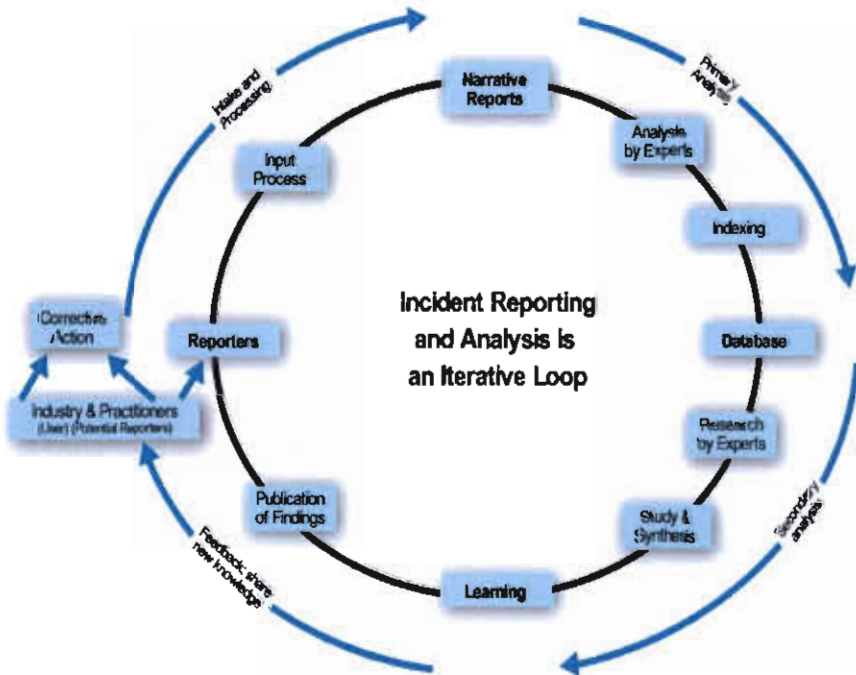 Intake and
Processing
Primary
Analysis
Narrative
Reports
Input
Process
Analysis
by Experts
Indexing
Incident Reporting
and Analysis is
an Iterative Loop
Corrective
Action
Reporters
Database
Industry & Practitioners
(User) (Potential Reporters)
Research
by Experts
Publication
of Findings
Study &
Synthesis
Secondary
analysis
Feedback: share
new knowledge
Learning